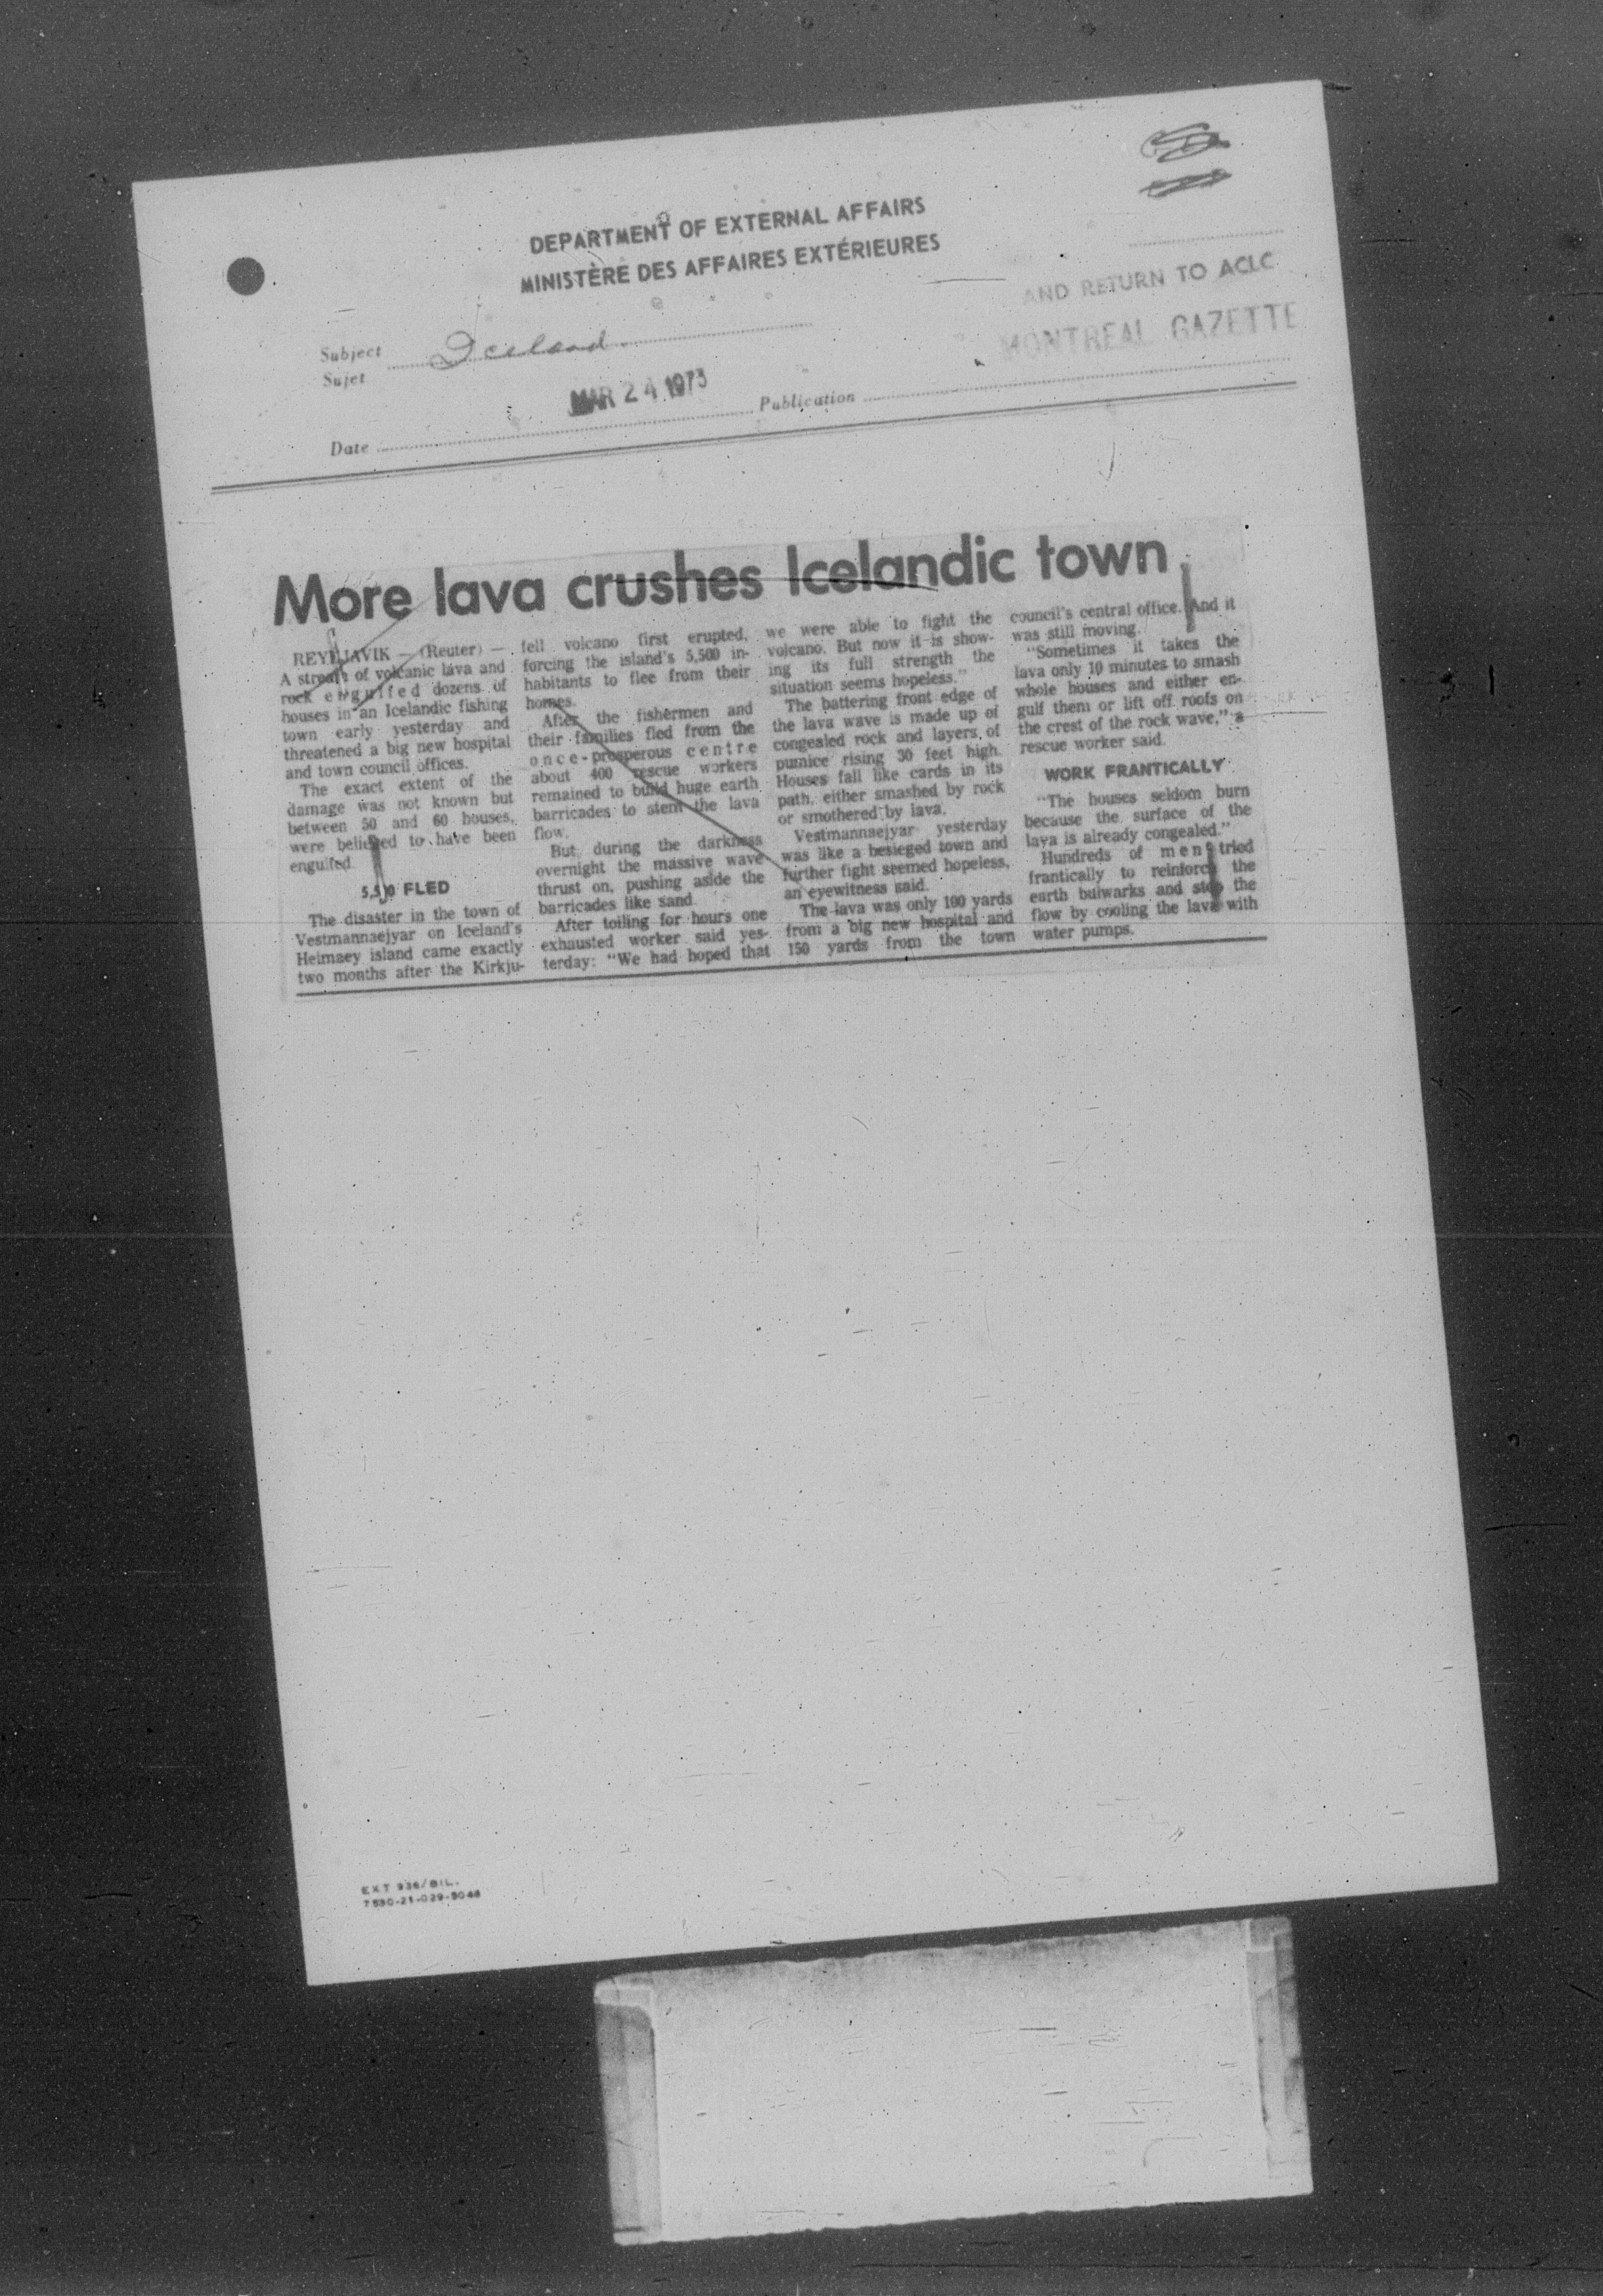 DEPARTMENT OF EXTERNAL AFFAIRS
MINISTÈRE DES AFFAIRES EXTÉRIEURES
AND RETURN TO ACLC
Subject
Sujet
Iceland.
MONTREAL GAZETTE
Date
MAR 24 1973
Publication
More lava crushes Icelandic town
REYKJAVIK — (Reuter) —
A stream of volcanic lava and
rock engulfed dozens of
houses in an Icelandic fishing
town early yesterday and
threatened a big new hospital
and town council offices.
The exact extent of the
damage was not known but
between 50 and 60 houses,
were believed to have been
engulfed.
5,500 FLED
The disaster in the town of
Vestmannaejyar on Iceland's
Heimaey island came exactly
two months after the Kirkju-
fell volcano first erupted,
forcing the island's 5,500 in-
habitants to flee from their
homes.
After the fishermen and
their families fled from the
once-prosperous centre
about 400 rescue workers
remained to build huge earth
barricades to stem the lava
flow.
But during the darkness
overnight the massive wave
thrust on, pushing aside the
barricades like sand.
After toiling for hours one
exhausted worker said yes-
terday: "We had hoped that
we were able to fight the
volcano. But now it is show-
ing its full strength the
situation seems hopeless."
The battering front edge of
the lava wave is made up of
congealed rock and layers of
pumice rising 30 feet high.
Houses fall like cards in its
path, either smashed by rock
or smothered by lava.
Vestmannaejyar yesterday
was like a besieged town and
further fight seemed hopeless,
an eyewitness said.
The lava was only 100 yards
from a big new hospital and
150 yards from the town
council's central office. And it
was still moving.
"Sometimes it takes the
lava only 10 minutes to smash
whole houses and either en-
gulf them or lift off roofs on
the crest of the rock wave," a
rescue worker said.
WORK FRANTICALLY
"The houses seldom burn
because the surface of the
lava is already congealed."
Hundreds of men tried
frantically to reinforce the
earth bulwarks and stop the
flow by cooling the lava with
water pumps.
EXT 936/BIL.
7530-21-029-5046